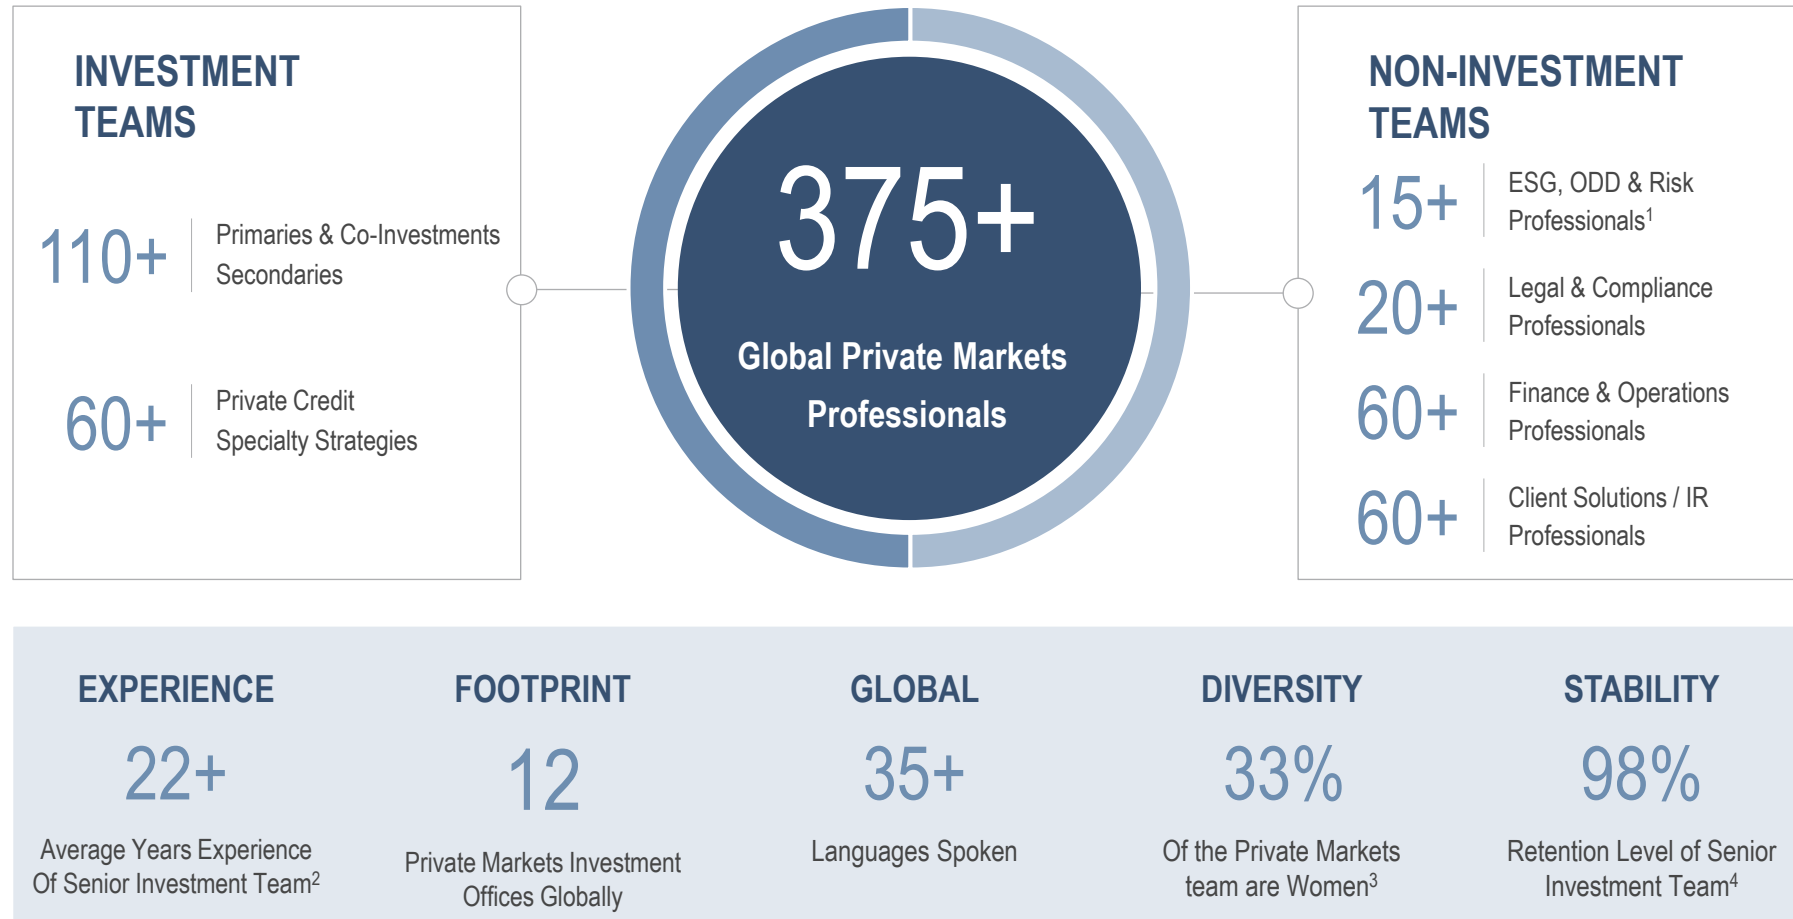 INVESTMENT
TEAMS
110+
Primaries & Co-Investments
Secondaries
60+
Private Credit
Specialty Strategies
375+
Global Private Markets
Professionals
NON-INVESTMENT
TEAMS
15+
ESG, ODD & Risk
Professionals1
20+
Legal & Compliance
Professionals
60+
Finance & Operations
Professionals
60+
Client Solutions / IR
Professionals
EXPERIENCE
22+
Average Years Experience
Of Senior Investment Team2
FOOTPRINT
12
Private Markets Investment
Offices Globally
GLOBAL
35+
Languages Spoken
DIVERSITY
33%
Of the Private Markets
team are Women3
STABILITY
98%
Retention Level of Senior
Investment Team4